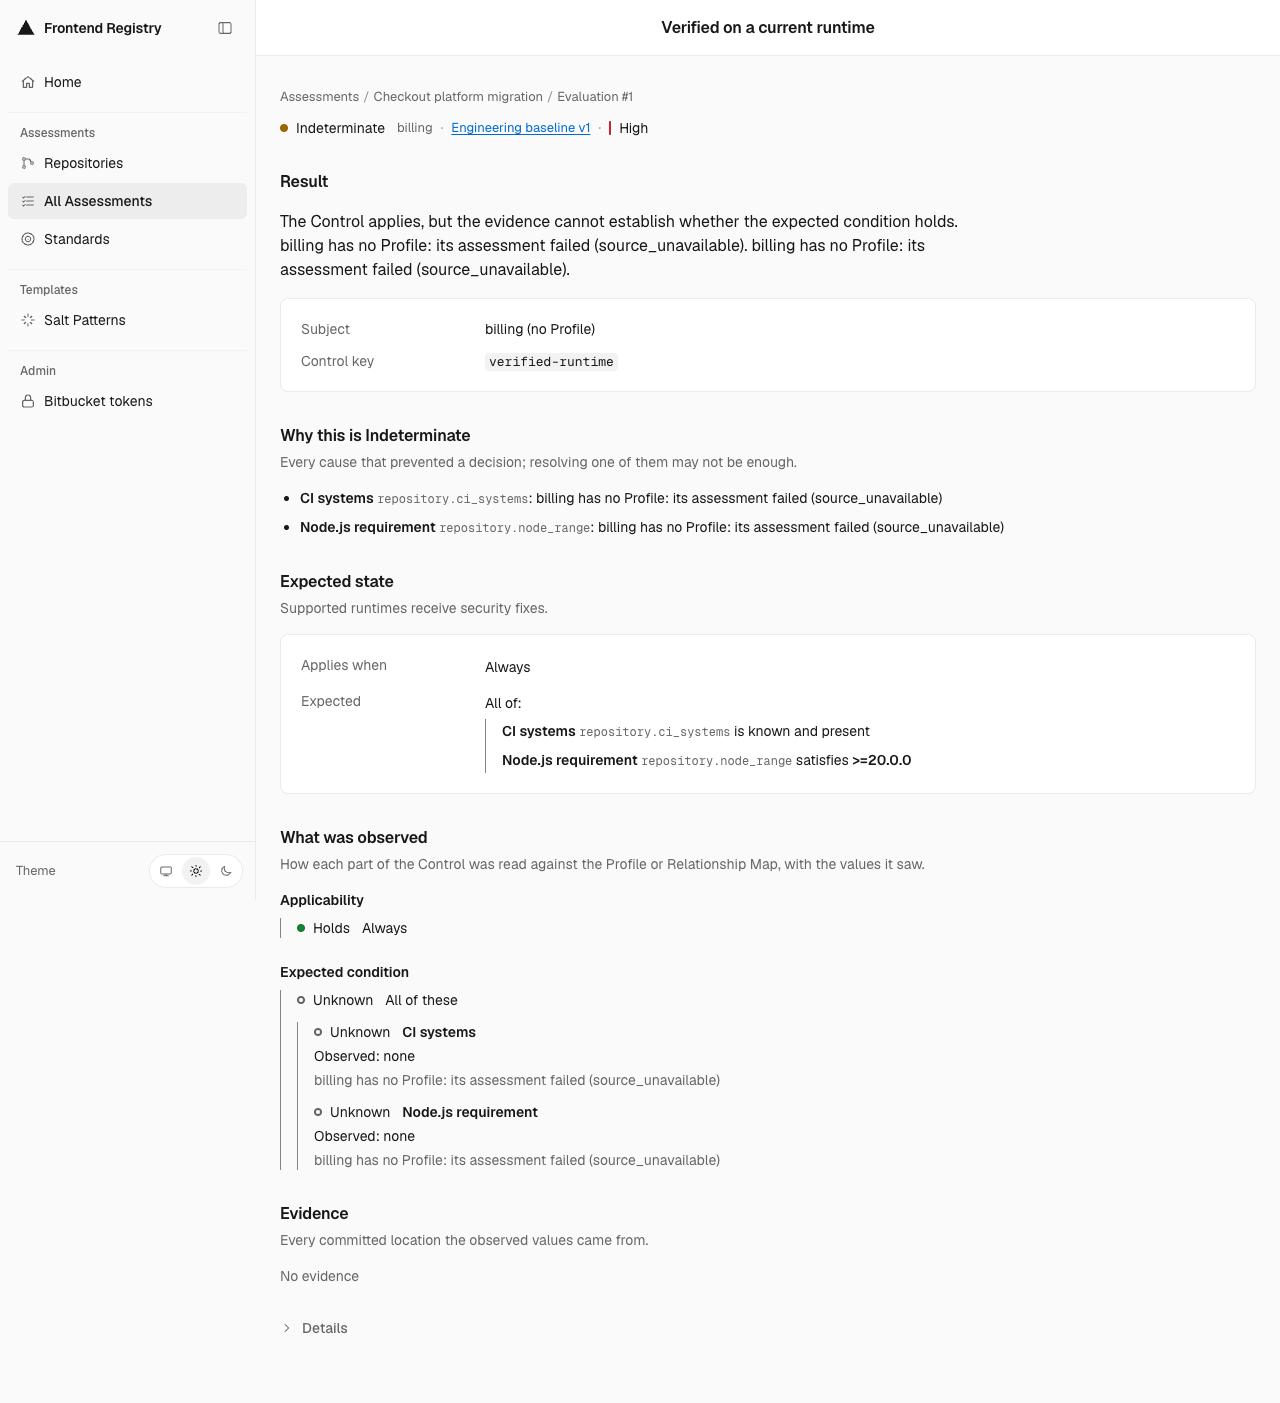 Frontend Registry
Home
Assessments
Repositories
All Assessments
Standards
Templates
Salt Patterns
Admin
Bitbucket tokens
Theme
Verified on a current runtime
Assessments / Checkout platform migration / Evaluation #1
Indeterminate billing · Engineering baseline v1 · High
Result
The Control applies, but the evidence cannot establish whether the expected condition holds.
billing has no Profile: its assessment failed (source_unavailable). billing has no Profile: its
assessment failed (source_unavailable).
Subject billing (no Profile)
Control key verified-runtime
Why this is Indeterminate
Every cause that prevented a decision; resolving one of them may not be enough.
• CI systems repository.ci_systems: billing has no Profile: its assessment failed (source_unavailable)
• Node.js requirement repository.node_range: billing has no Profile: its assessment failed (source_unavailable)
Expected state
Supported runtimes receive security fixes.
Applies when Always
Expected All of:
CI systems repository.ci_systems is known and present
Node.js requirement repository.node_range satisfies >=20.0.0
What was observed
How each part of the Control was read against the Profile or Relationship Map, with the values it saw.
Applicability
Holds Always
Expected condition
Unknown All of these
Unknown CI systems
Observed: none
billing has no Profile: its assessment failed (source_unavailable)
Unknown Node.js requirement
Observed: none
billing has no Profile: its assessment failed (source_unavailable)
Evidence
Every committed location the observed values came from.
No evidence
Details